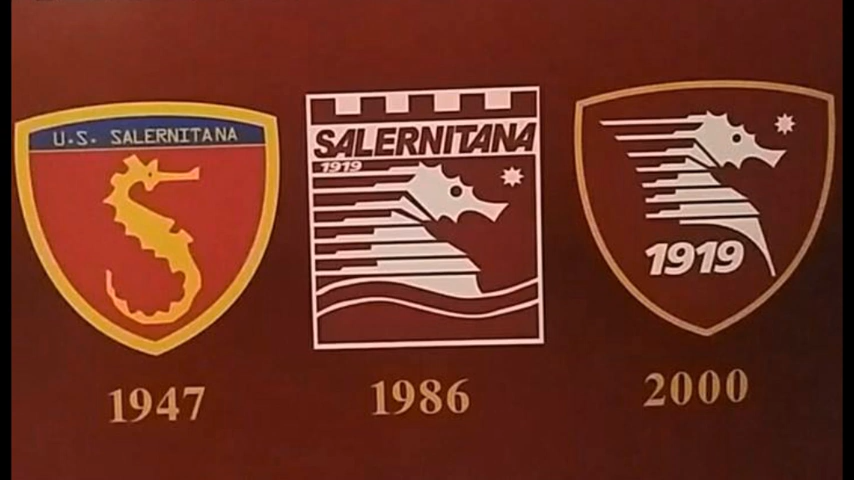 U.S. SALERNITANA
SALERNITANA
1919
1919
1947
1986
2000